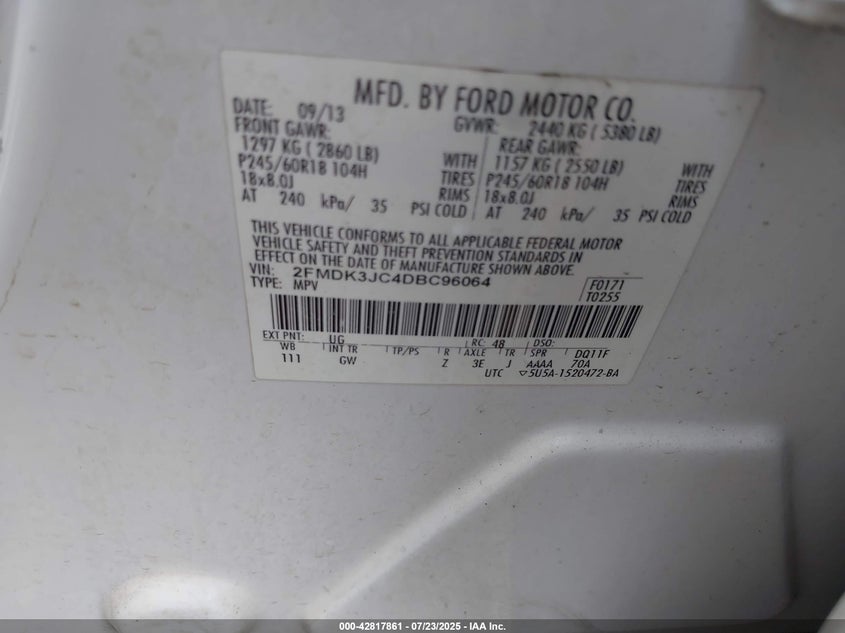 MFD. BY FORD MOTOR CO.
DATE: 09/13 GVWR: 2440 KG ( 5380 LB)
FRONT GAWR: REAR GAWR:
1297 KG ( 2860 LB) WITH 1157 KG ( 2550 LB) WITH
P245/60R18 104H TIRES P245/60R18 104H TIRES
18x8.0J RIMS 18x8.0J RIMS
AT 240 kPa/ 35 PSI COLD AT 240 kPa/ 35 PSI COLD
THIS VEHICLE CONFORMS TO ALL APPLICABLE FEDERAL MOTOR
VEHICLE SAFETY AND THEFT PREVENTION STANDARDS IN
EFFECT ON THE DATE OF MANUFACTURE SHOWN ABOVE.
VIN: 2FMDK3JC4DBC96064 F0171
TYPE: MPV T0255
EXT PNT: UG RC: 48 DSO:
WB INT TR TP/PS R AXLE TR SPR DQ11F
111 GW Z 3E J AAAA 70A
UTC ▽5U5A-1520472-BA
000-42817861 - 07/23/2025 - IAA Inc.